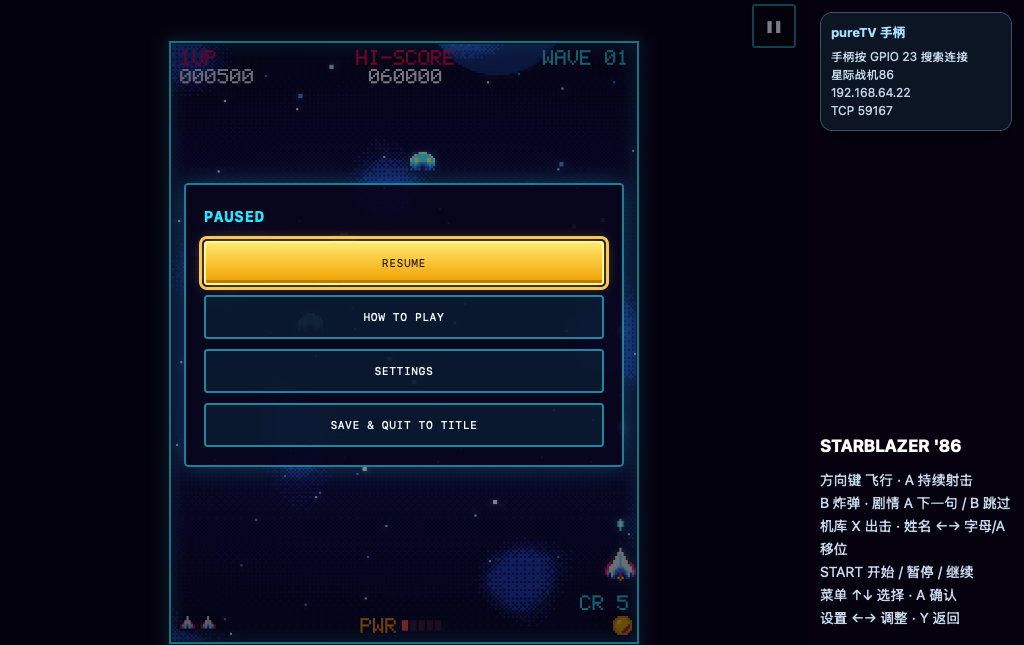 1UP
HI-SCORE
WAVE 01
000500
060000
PAUSED
RESUME
HOW TO PLAY
SETTINGS
SAVE & QUIT TO TITLE
CR 5
PWR
pureTV 手柄
手柄按 GPIO 23 搜索连接
星际战机86
192.168.64.22
TCP 59167
STARBLAZER '86
方向键 飞行 · A 持续射击
B 炸弹 · 剧情 A 下一句 / B 跳过
机库 X 出击 · 姓名 ←→ 字母/A
移位
START 开始 / 暂停 / 继续
菜单 ↑↓ 选择 · A 确认
设置 ←→ 调整 · Y 返回